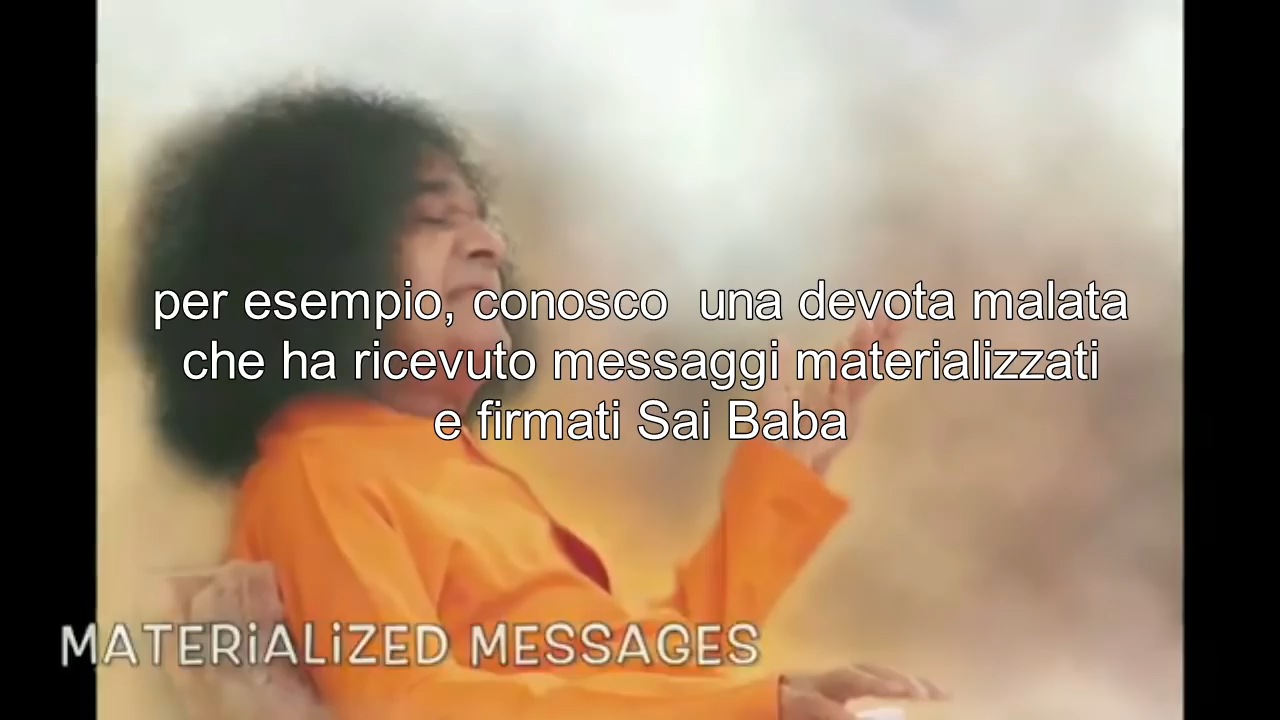 per esempio, conosco  una devota malata
che ha ricevuto messaggi materializzati
e firmati Sai Baba
MATERiALiZED MESSAGES